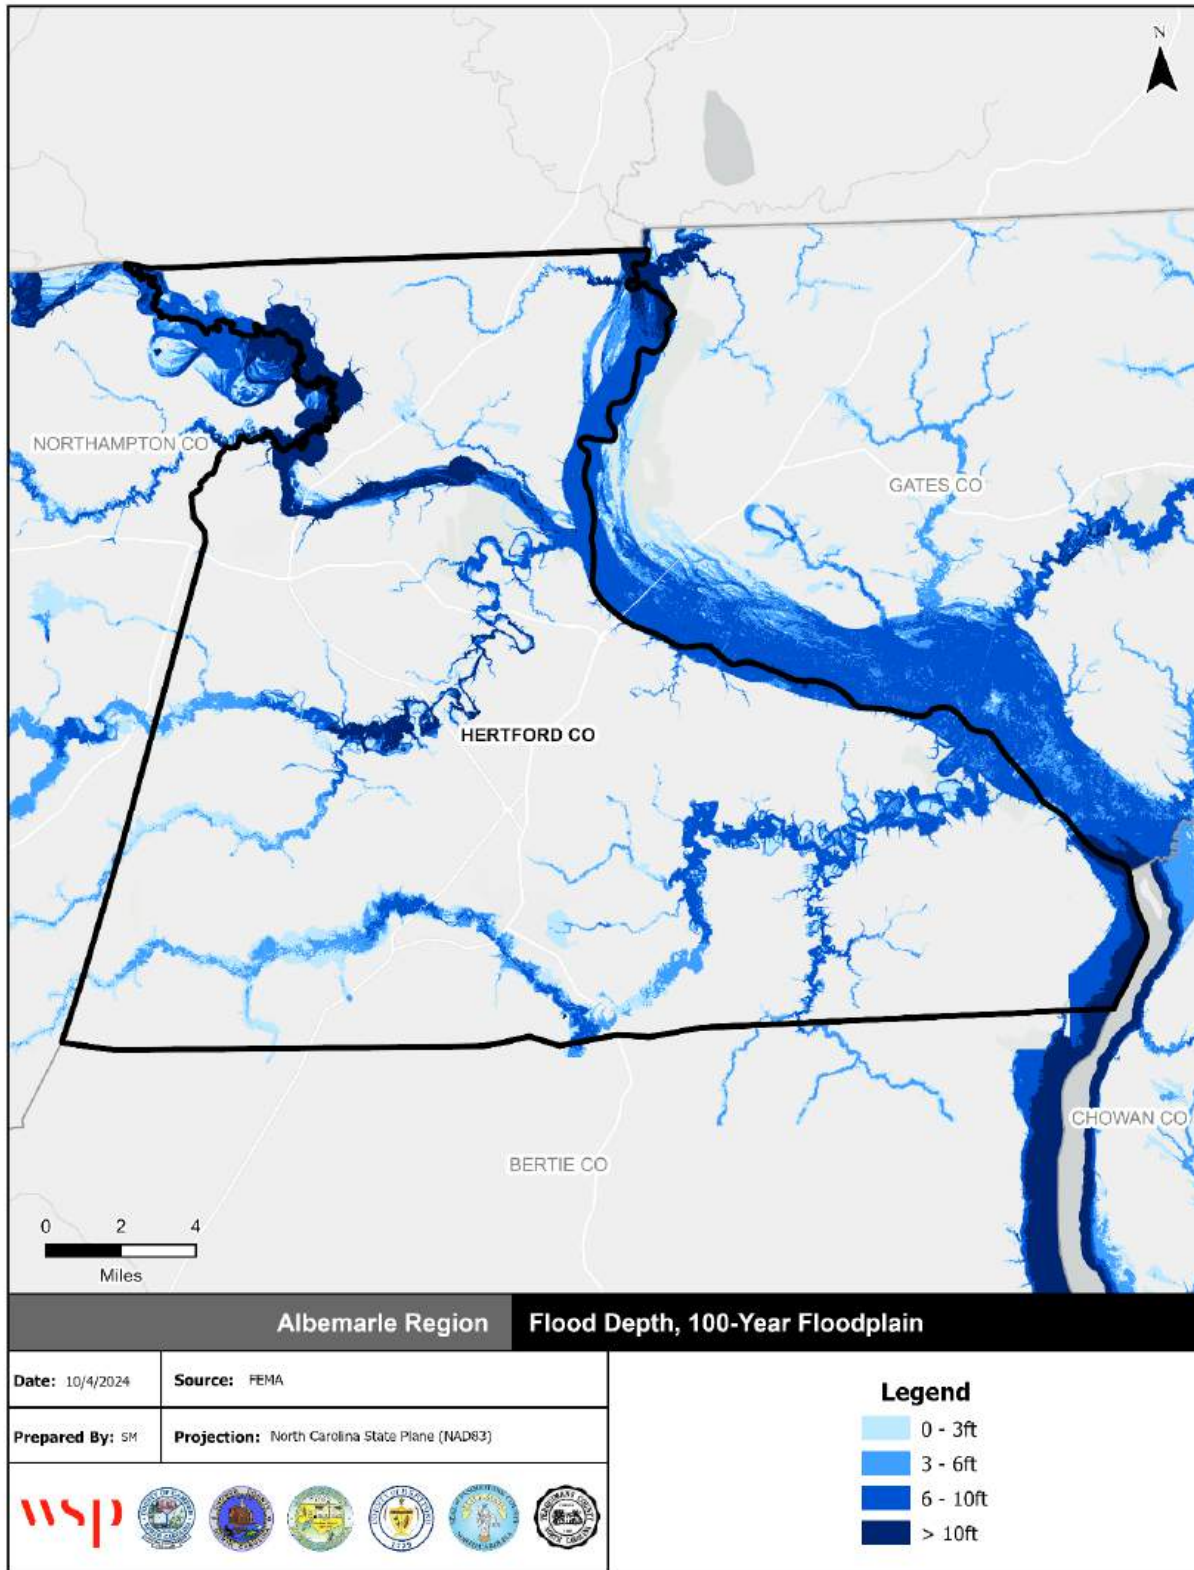 N
NORTHAMPTON CO
GATES CO
HERTFORD CO
CHOWAN CO
BERTIE CO
0 2 4
Miles
Albemarle Region
Flood Depth, 100-Year Floodplain
Date: 10/4/2024
Source: FEMA
Prepared By: SM
Projection: North Carolina State Plane (NAD83)
Legend
0 - 3ft
3 - 6ft
6 - 10ft
> 10ft
wsp